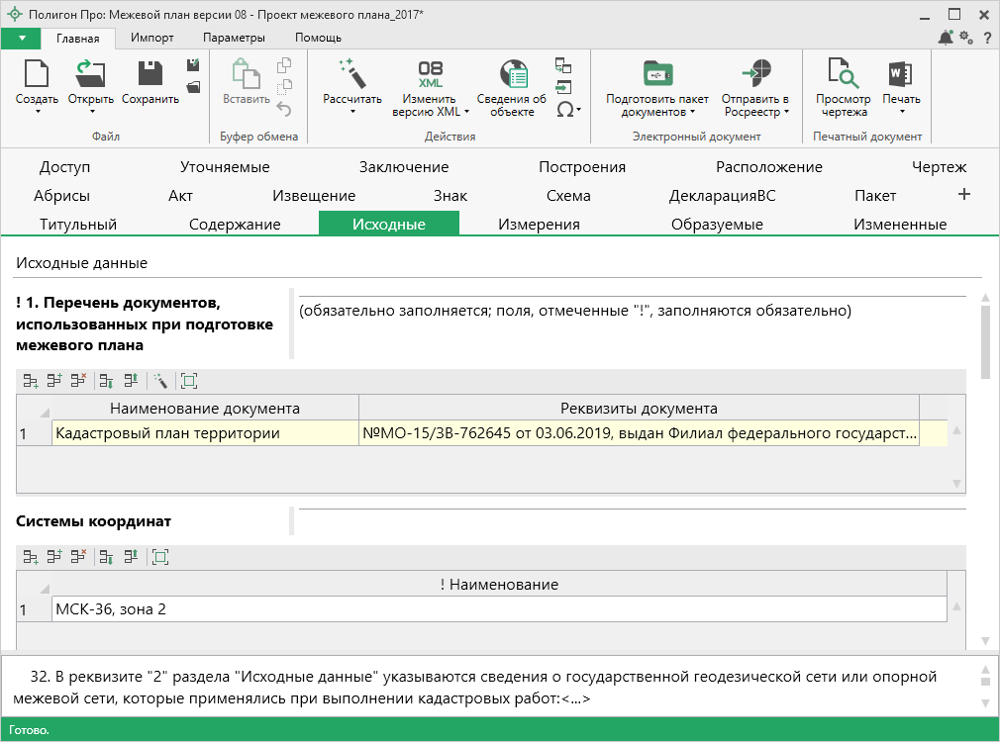 Полигон Про: Межевой план версии 08 - Проект межевого плана_2017*
Главная Импорт Параметры Помощь
?
Создать Открыть Сохранить
Файл
Вставить
Буфер обмена
Рассчитать
08
XML
Изменить
версию XML
Сведения об
объекте
Ω
Действия
Подготовить пакет
документов
Отправить в
Росреестр
Электронный документ
Просмотр
чертежа
W
Печать
Печатный документ
Доступ Уточняемые Заключение Построения Расположение Чертеж
Абрисы Акт Извещение Знак Схема ДекларацияВС Пакет +
Титульный Содержание Исходные Измерения Образуемые Измененные
Исходные данные
! 1. Перечень документов,
использованных при подготовке
межевого плана
(обязательно заполняется; поля, отмеченные "!", заполняются обязательно)
Наименование документа Реквизиты документа
1 Кадастровый план территории №МО-15/ЗВ-762645 от 03.06.2019, выдан Филиал федерального государст...
Системы координат
! Наименование
1 МСК-36, зона 2
32. В реквизите "2" раздела "Исходные данные" указываются сведения о государственной геодезической сети или опорной
межевой сети, которые применялись при выполнении кадастровых работ:<...>
Готово.